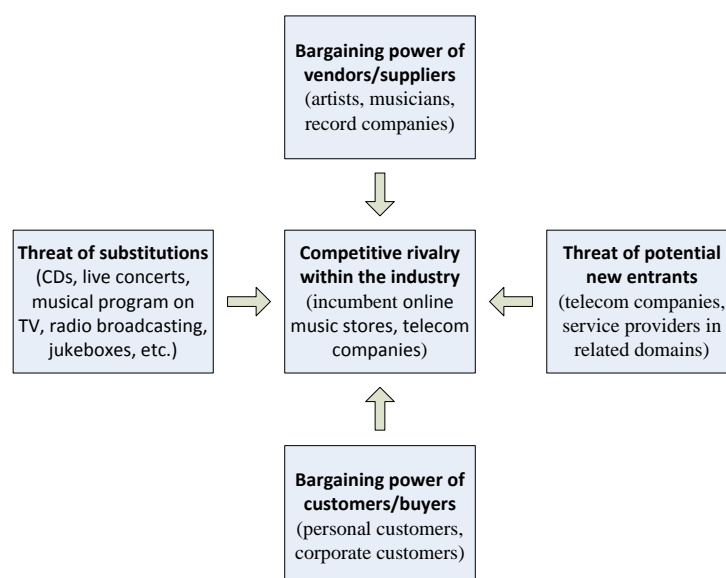 Bargaining power of
vendors/suppliers
(artists, musicians,
record companies)
Threat of substitutions
(CDs, live concerts,
musical program on
TV, radio broadcasting,
jukeboxes, etc.)
Competitive rivalry
within the industry
(incumbent online
music stores, telecom
companies)
Threat of potential
new entrants
(telecom companies,
service providers in
related domains)
Bargaining power of
customers/buyers
(personal customers,
corporate customers)